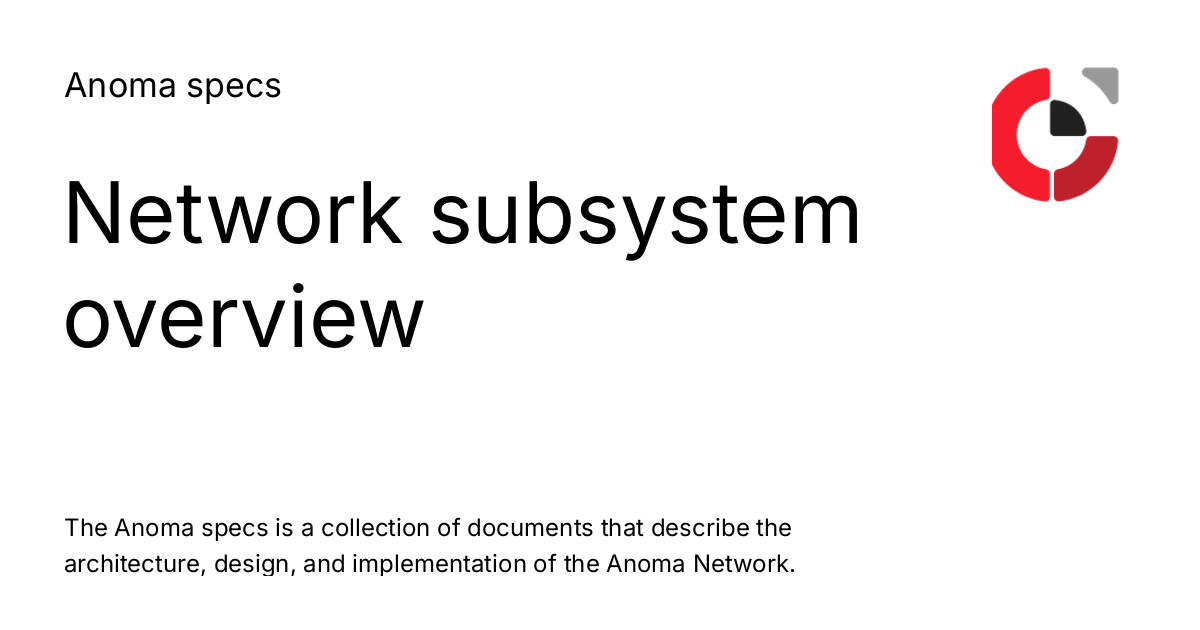 Anoma specs
Network subsystem
overview
The Anoma specs is a collection of documents that describe the
architecture, design, and implementation of the Anoma Network.